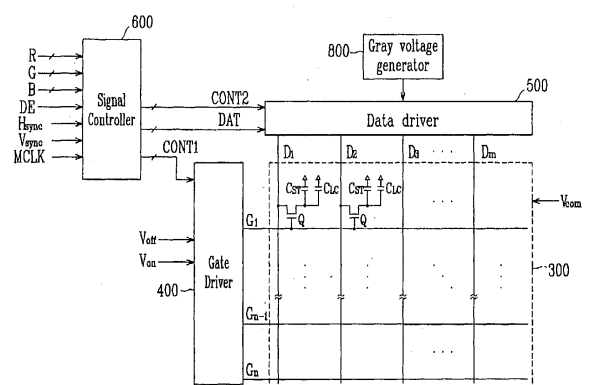 600
R
G
B
DE
Hsync
Vsync
MCLK
Signal
Controller
800
Gray voltage
generator
500
CONT2
DAT
CONT1
Data driver
D1
D2
D3
· · · ·
Dm
CST
CLC
CST
CLC
Vcom
G1
Q
Q
Voff
Von
Gate
Driver
400
300
Gn-1
Gn